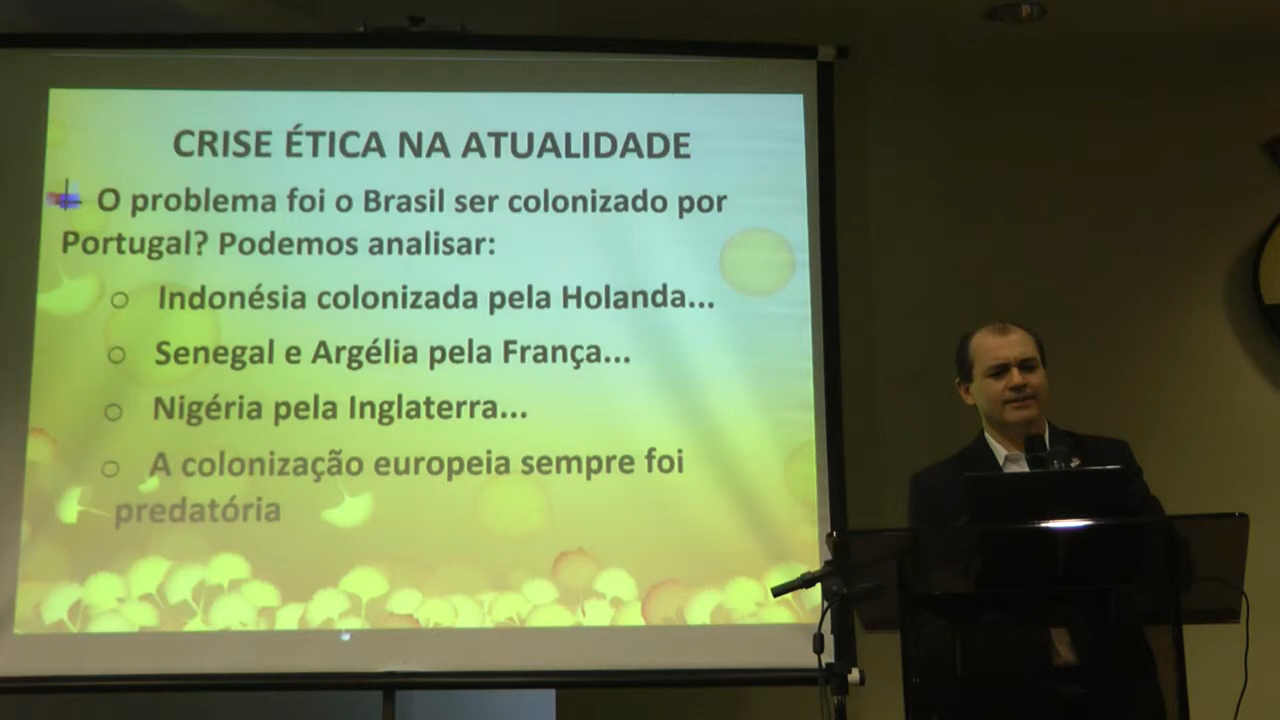 CRISE ÉTICA NA ATUALIDADE
O problema foi o Brasil ser colonizado por
Portugal? Podemos analisar:
Indonésia colonizada pela Holanda...
Senegal e Argélia pela França...
Nigéria pela Inglaterra...
A colonização europeia sempre foi
predatória